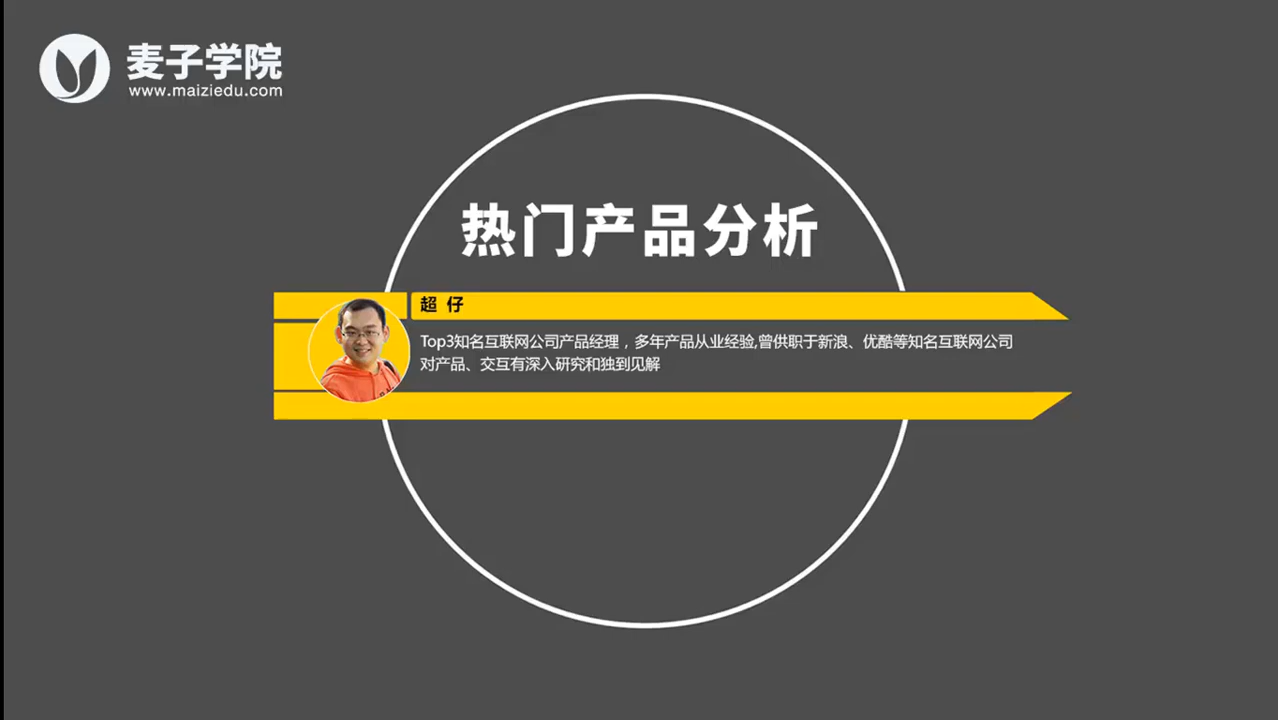 麦子学院
www.maiziedu.com
热门产品分析
超 仔
Top3知名互联网公司产品经理，多年产品从业经验,曾供职于新浪、优酷等知名互联网公司
对产品、交互有深入研究和独到见解